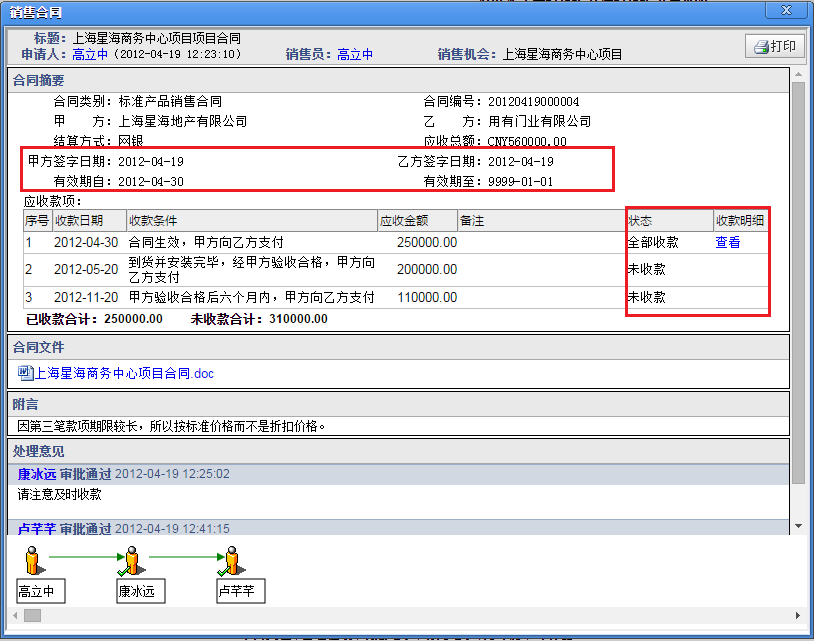 销售合同
标题：上海星海商务中心项目项目合同
申请人：高立中（2012-04-19 12:23:10） 销售员：高立中 销售机会：上海星海商务中心项目
打印
合同摘要
合同类别：标准产品销售合同 合同编号：20120419000004
甲 方：上海星海地产有限公司 乙 方：用有门业有限公司
结算方式：网银 应收总额：CNY560000.00
甲方签字日期：2012-04-19 乙方签字日期：2012-04-19
有效期自：2012-04-30 有效期至：9999-01-01
应收款项：
序号 收款日期 收款条件 应收金额 备注 状态 收款明细
1 2012-04-30 合同生效，甲方向乙方支付 250000.00 全部收款 查看
2 2012-05-20 到货并安装完毕，经甲方验收合格，甲方向
乙方支付 200000.00 未收款
3 2012-11-20 甲方验收合格后六个月内，甲方向乙方支付 110000.00 未收款
已收款合计：250000.00 未收款合计：310000.00
合同文件
上海星海商务中心项目合同.doc
附言
因第三笔款项期限较长，所以按标准价格而不是折扣价格。
处理意见
康冰远 审批通过 2012-04-19 12:25:02
请注意及时收款
卢芊芊 审批通过 2012-04-19 12:41:15
高立中 康冰远 卢芊芊